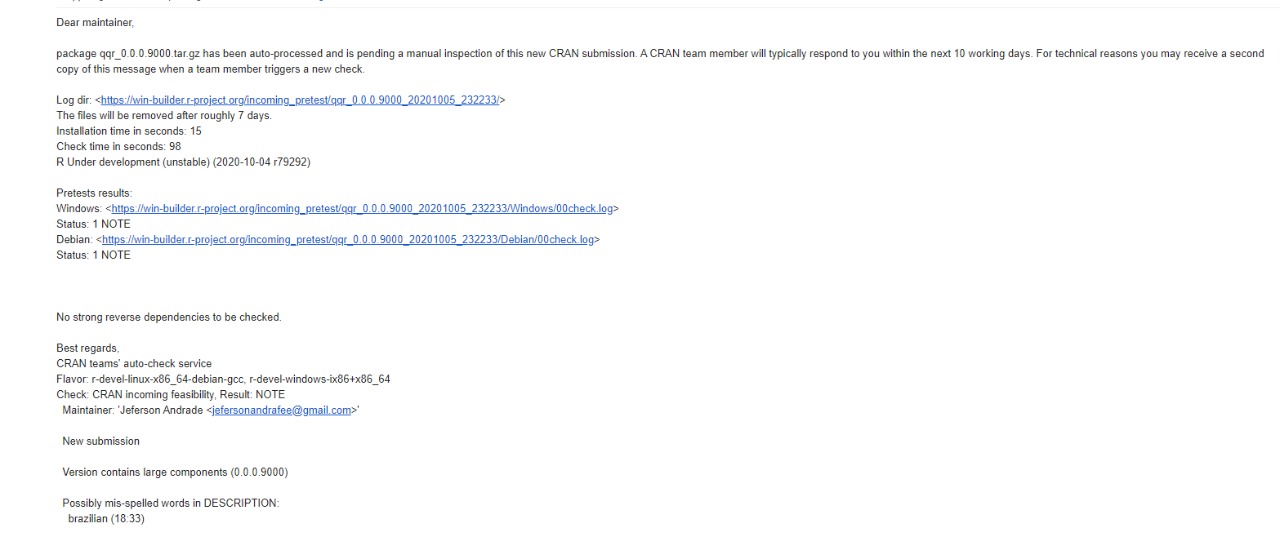 Dear maintainer,
package qqr_0.0.0.9000.tar.gz has been auto-processed and is pending a manual inspection of this new CRAN submission. A CRAN team member will typically respond to you within the next 10 working days. For technical reasons you may receive a second
copy of this message when a team member triggers a new check.
Log dir: <https://win-builder.r-project.org/incoming_pretest/qqr_0.0.0.9000_20201005_232233/>
The files will be removed after roughly 7 days.
Installation time in seconds: 15
Check time in seconds: 98
R Under development (unstable) (2020-10-04 r79292)
Pretests results:
Windows: <https://win-builder.r-project.org/incoming_pretest/qqr_0.0.0.9000_20201005_232233/Windows/00check.log>
Status: 1 NOTE
Debian: <https://win-builder.r-project.org/incoming_pretest/qqr_0.0.0.9000_20201005_232233/Debian/00check.log>
Status: 1 NOTE
No strong reverse dependencies to be checked.
Best regards,
CRAN teams' auto-check service
Flavor: r-devel-linux-x86_64-debian-gcc, r-devel-windows-ix86+x86_64
Check: CRAN incoming feasibility, Result: NOTE
Maintainer: 'Jeferson Andrade <jefersonandrafee@gmail.com>'
New submission
Version contains large components (0.0.0.9000)
Possibly mis-spelled words in DESCRIPTION:
brazilian (18:33)